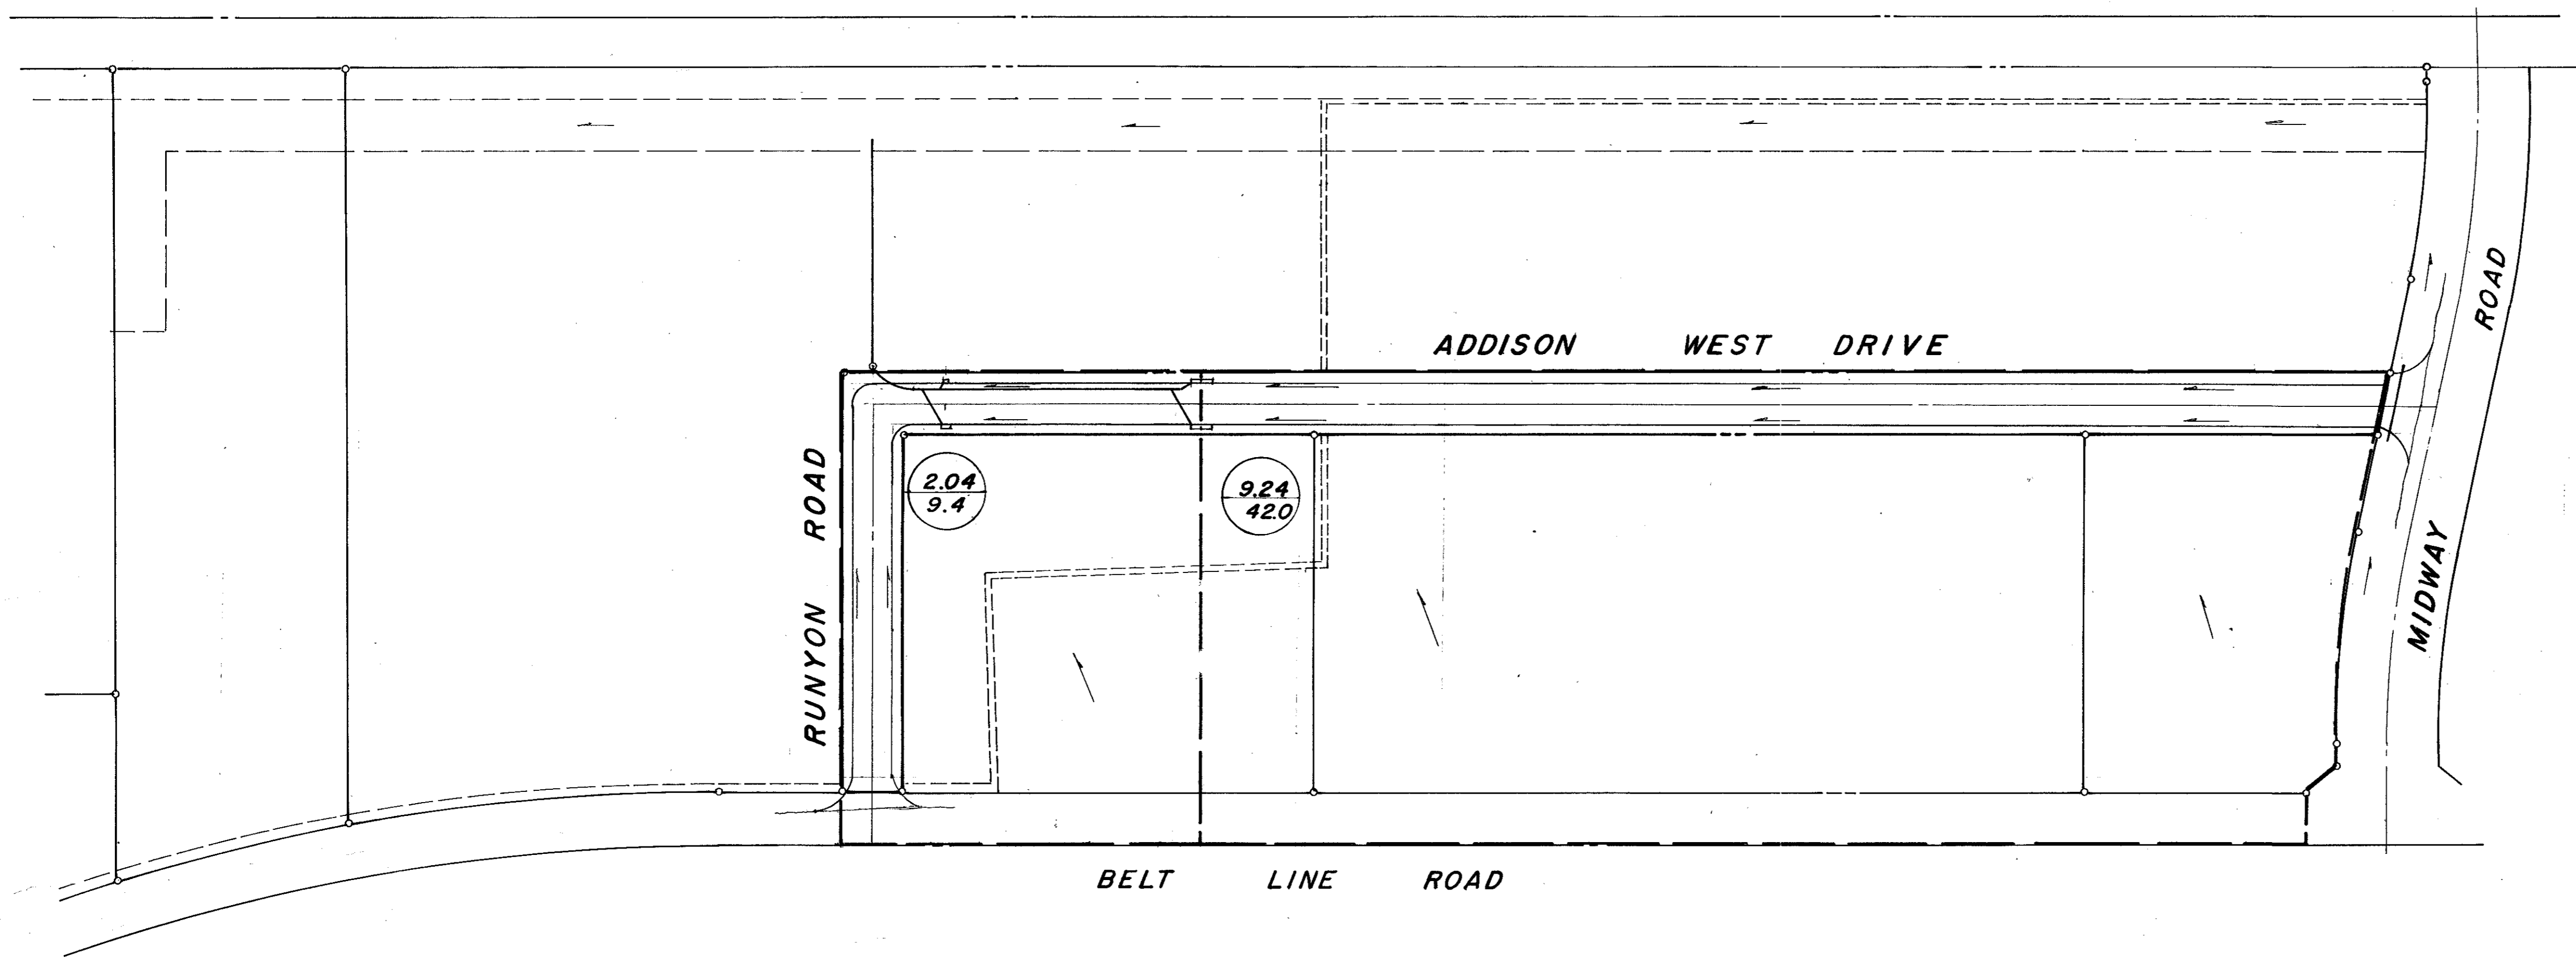 ADDISON WEST DRIVE
RUNYON ROAD
2.04
9.4
9.24
42.0
MIDWAY ROAD
BELT LINE ROAD